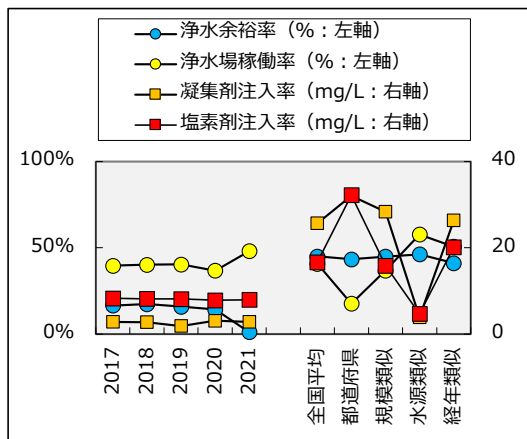 浄水余裕率（%：左軸）
浄水場稼働率（%：左軸）
凝集剤注入率（mg/L：右軸）
塩素剤注入率（mg/L：右軸）
100%
50%
0%
40
20
0
2017
2018
2019
2020
2021
全国平均
都道府県
規模類似
水源類似
経年類似